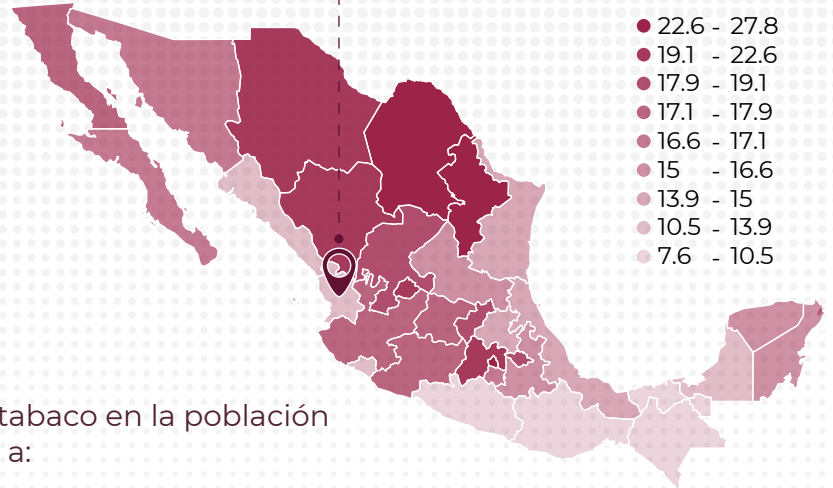 22.6 - 27.8
19.1 - 22.6
17.9 - 19.1
17.1 - 17.9
16.6 - 17.1
15 - 16.6
13.9 - 15
10.5 - 13.9
7.6 - 10.5
tabaco en la población
a: